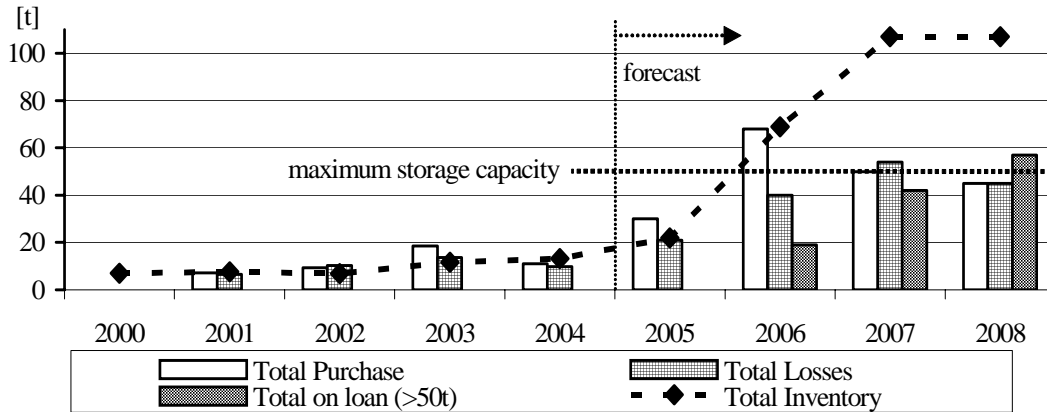 [t]
100
80
60
40
20
0
forecast
maximum storage capacity
2000 2001 2002 2003 2004 2005 2006 2007 2008
Total Purchase Total Losses
Total on loan (>50t) Total Inventory